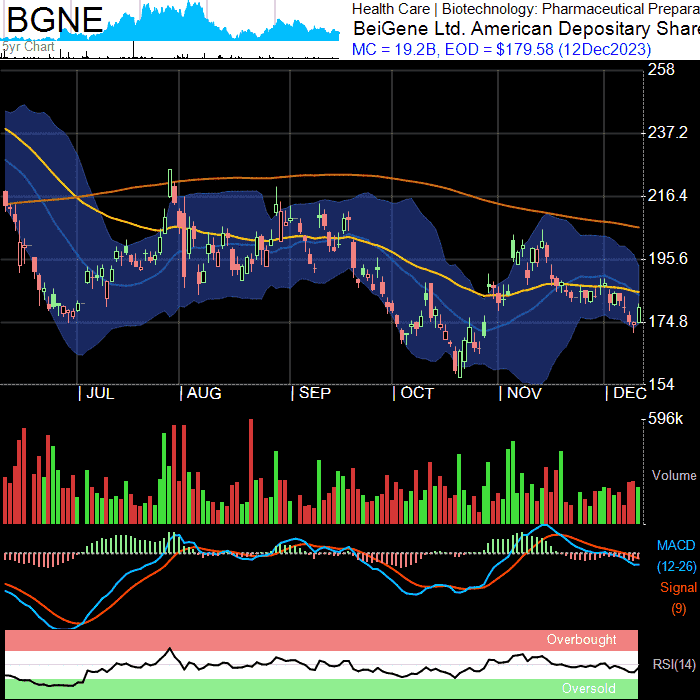 BGNE
5yr Chart
Health Care | Biotechnology: Pharmaceutical Prepara
BeiGene Ltd. American Depositary Share
MC = 19.2B, EOD = $179.58 (12Dec2023)
258
237.2
216.4
195.6
174.8
154
JUL AUG SEP OCT NOV DEC
596k
Volume
MACD
(12-26)
Signal
(9)
Overbought
RSI(14)
Oversold